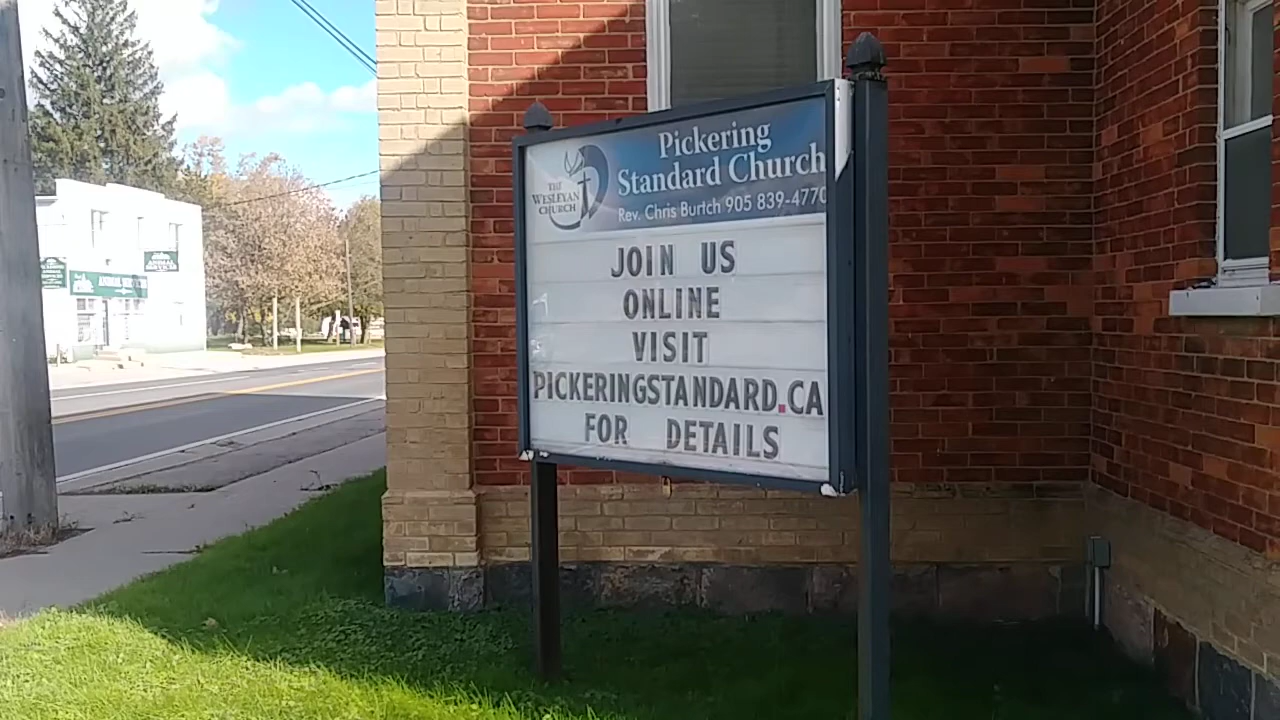 Pickering
Standard Church
THE
WESLEYAN
CHURCH
Rev. Chris Burtch 905 839-4770
JOIN US
ONLINE
VISIT
PICKERINGSTANDARD.CA
FOR DETAILS